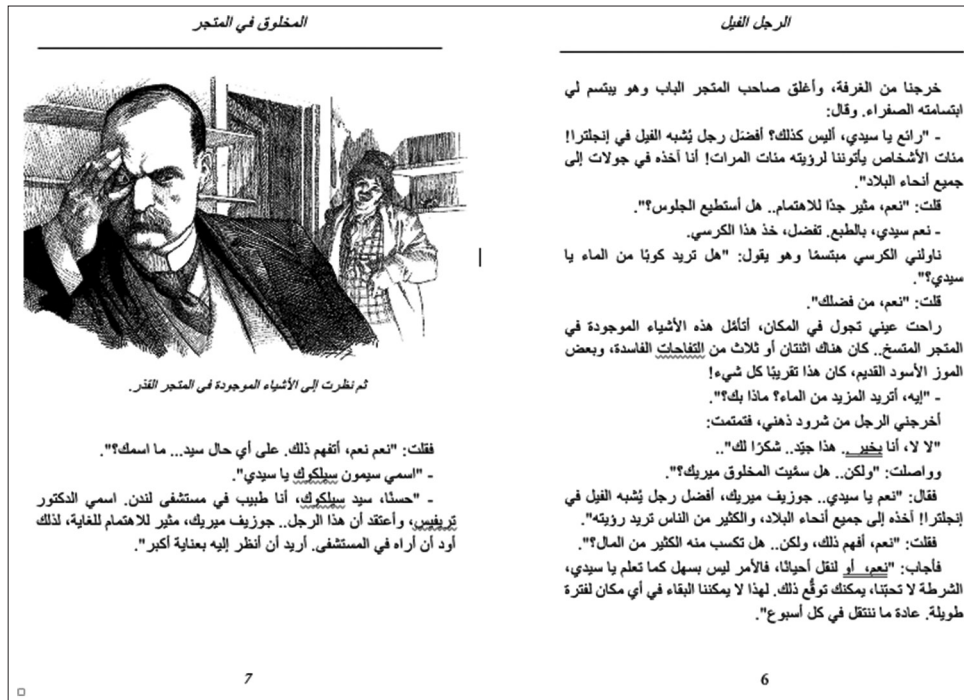 الرجل الفيل
خرجنا من الغرفة، وأغلق صاحب المتجر الباب وهو يبتسم لي
ابتسامته الصفراء. وقال:
- "رائع يا سيدي، أليس كذلك؟ أفضل رجل يُشبه الفيل في إنجلترا!
مئات الأشخاص يأتوننا لرؤيته مئات المرات! أنا آخذه في جولات إلى
جميع أنحاء البلاد".
قلت: "نعم، مثير جدًا للاهتمام.. هل أستطيع الجلوس؟".
- نعم سيدي، بالطبع. تفضل، خذ هذا الكرسي.
ناولني الكرسي مبتسمًا وهو يقول: "هل تريد كوبًا من الماء يا
سيدي؟".
قلت: "نعم، من فضلك".
راحت عيني تجول في المكان، أتأمّل هذه الأشياء الموجودة في
المتجر المتسخ.. كان هناك اثنتان أو ثلاث من التفاحات الفاسدة، وبعض
الموز الأسود القديم، كان هذا تقريبًا كل شيء!
- "إيه، أتريد المزيد من الماء؟ ماذا بك؟".
أخرجني الرجل من شرود ذهني، فتمتمت:
"لا لا، أنا بخير .. هذا جيّد.. شكرًا لك"..
وواصلت: "ولكن.. هل سمّيت المخلوق ميريك؟".
فقال: "نعم يا سيدي.. جوزيف ميريك، أفضل رجل يُشبه الفيل في
إنجلترا! آخذه إلى جميع أنحاء البلاد، والكثير من الناس تريد رؤيته".
فقلت: "نعم، أفهم ذلك، ولكن.. هل تكسب منه الكثير من المال؟".
فأجاب: "نعم، أو لنقل أحيانًا، فالأمر ليس بسهل كما تعلم يا سيدي،
الشرطة لا تحبّنا، يمكنك توقّع ذلك. لهذا لا يمكننا البقاء في أي مكان لفترة
طويلة. عادة ما ننتقل في كل أسبوع".
6
المخلوق في المتجر
ثم نظرت إلى الأشياء الموجودة في المتجر القذر.
فقلت: "نعم نعم، أتفهم ذلك. على أي حال سيد... ما اسمك؟".
- "اسمي سيمون سيلكوك يا سيدي".
- "حسنًا، سيد سيلكوك، أنا طبيب في مستشفى لندن. اسمي الدكتور
تريفيس، وأعتقد أن هذا الرجل.. جوزيف ميريك، مثير للاهتمام للغاية، لذلك
أود أن أراه في المستشفى. أريد أن أنظر إليه بعناية أكبر".
7